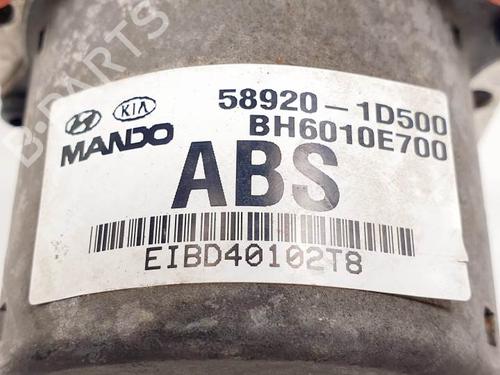 58920-1D500
KIA
BH6010E700
MANDO
ABS
EIBD40102T8
B-PARTS